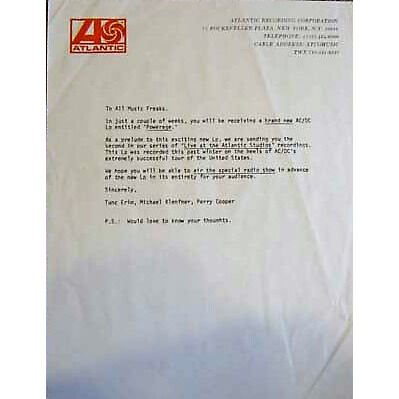 ATLANTIC
ATLANTIC RECORDING CORPORATION
75 ROCKEFELLER PLAZA, NEW YORK, N.Y. 10019
TELEPHONE:
CABLE ADDRESS: ATCOMUSIC
TWX
To All Music Freaks.
In just a couple of weeks, you will be receiving a brand new AC/DC
Lp entitled "Powerage."
As a prelude to this exciting new Lp, we are sending you the
second in our series of "Live at the Atlantic Studios" recordings.
This Lp was recorded this past winter on the heels of AC/DC's
extremely successful tour of the United States.
We hope you will be able to air the special radio show in advance
of the new Lp in its entirety for your audience.
Sincerely,
Tunc Erim, Michael Kleffner, Perry Cooper
P.S.: Would love to know your thoughts.